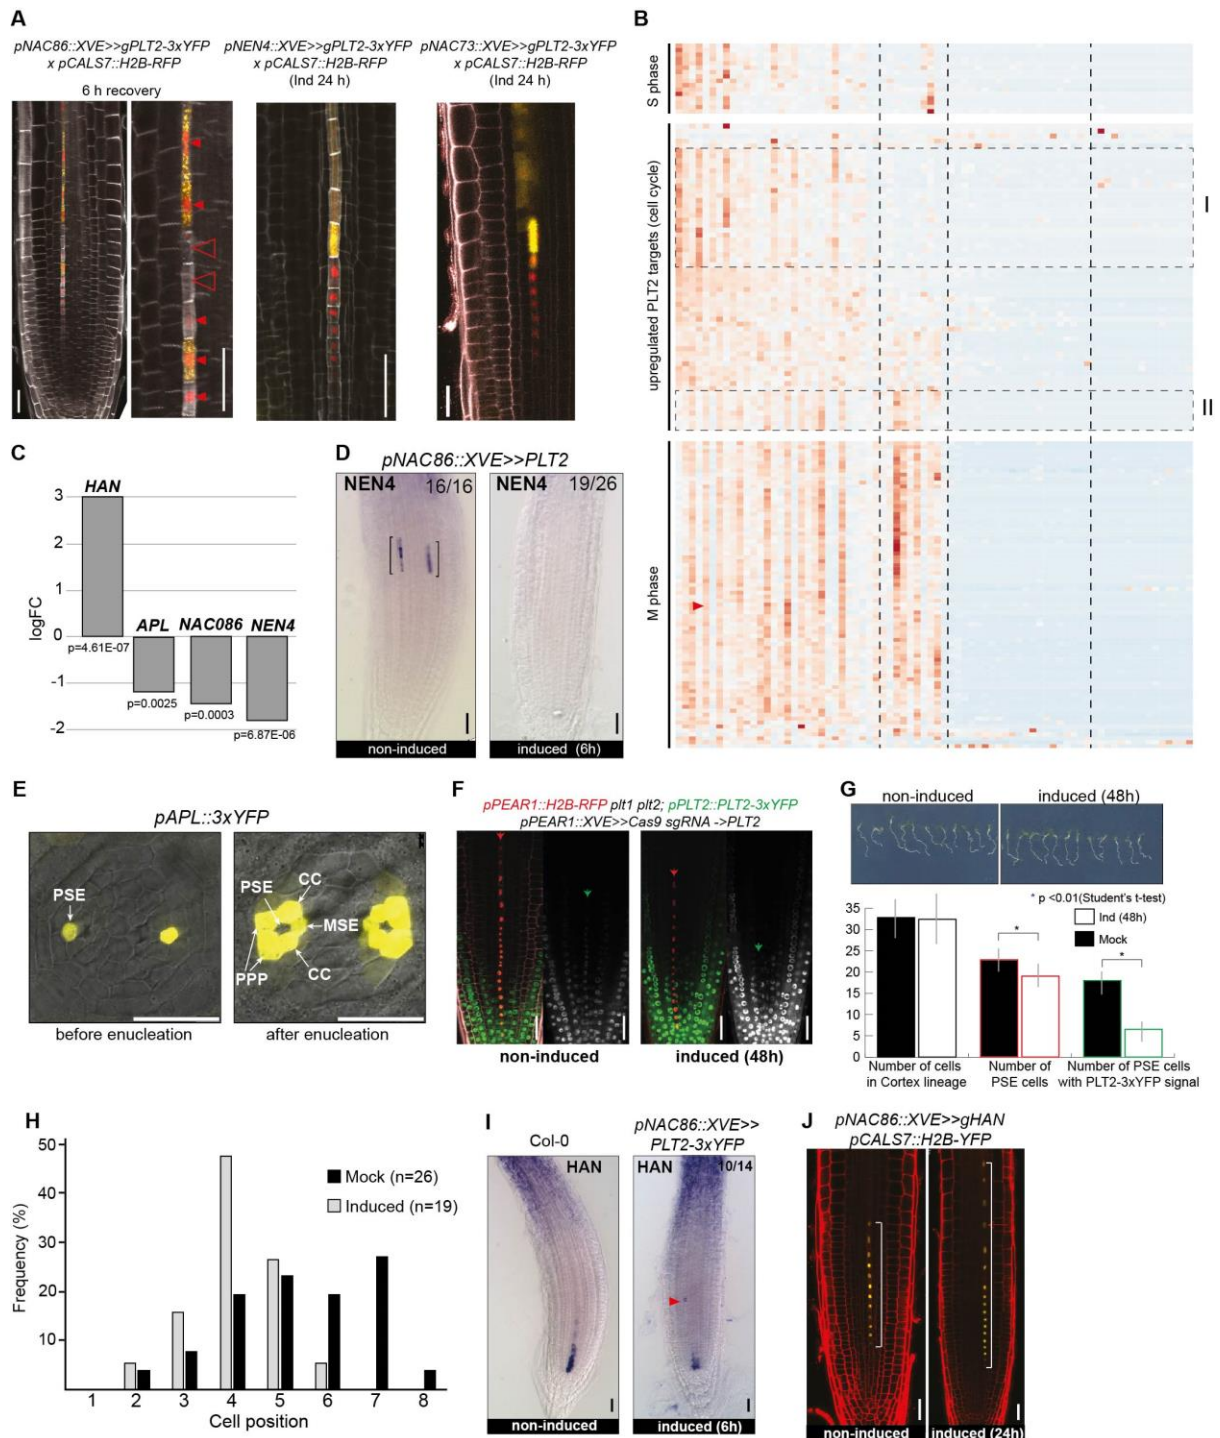 A
pNAC86::XVE>>gPLT2-3xYFP
x pCALS7::H2B-RFP
6 h recovery
pNEN4::XVE>>gPLT2-3xYFP
x pCALS7::H2B-RFP
(Ind 24 h)
pNAC73::XVE>>gPLT2-3xYFP
x pCALS7::H2B-RFP
(Ind 24 h)
B
S phase
upregulated PLT2 targets (cell cycle)
M phase
I
II
C
logFC
3
2
1
0
-1
-2
HAN
APL
NAC086
NEN4
p=4.61E-07
p=0.0025
p=0.0003
p=6.87E-06
D
pNAC86::XVE>>PLT2
NEN4
16/16
NEN4
19/26
non-induced
induced (6h)
E
pAPL::3xYFP
PSE
PSE
CC
MSE
PPP
CC
before enucleation
after enucleation
F
pPEAR1::H2B-RFP plt1 plt2; pPLT2::PLT2-3xYFP
pPEAR1::XVE>>Cas9 sgRNA ->PLT2
non-induced
induced (48h)
G
non-induced
induced (48h)
* p <0.01(Student's t-test)
Ind (48h)
Mock
*
*
35
30
25
20
15
10
5
0
Number of cells
in Cortex lineage
Number of
PSE cells
Number of PSE cells
with PLT2-3xYFP signal
H
Frequency (%)
50
40
30
20
10
Mock (n=26)
Induced (n=19)
1 2 3 4 5 6 7 8
Cell position
I
Col-0
HAN
non-induced
pNAC86::XVE>>
PLT2-3xYFP
HAN
10/14
induced (6h)
J
pNAC86::XVE>>gHAN
pCALS7::H2B-YFP
non-induced
induced (24h)